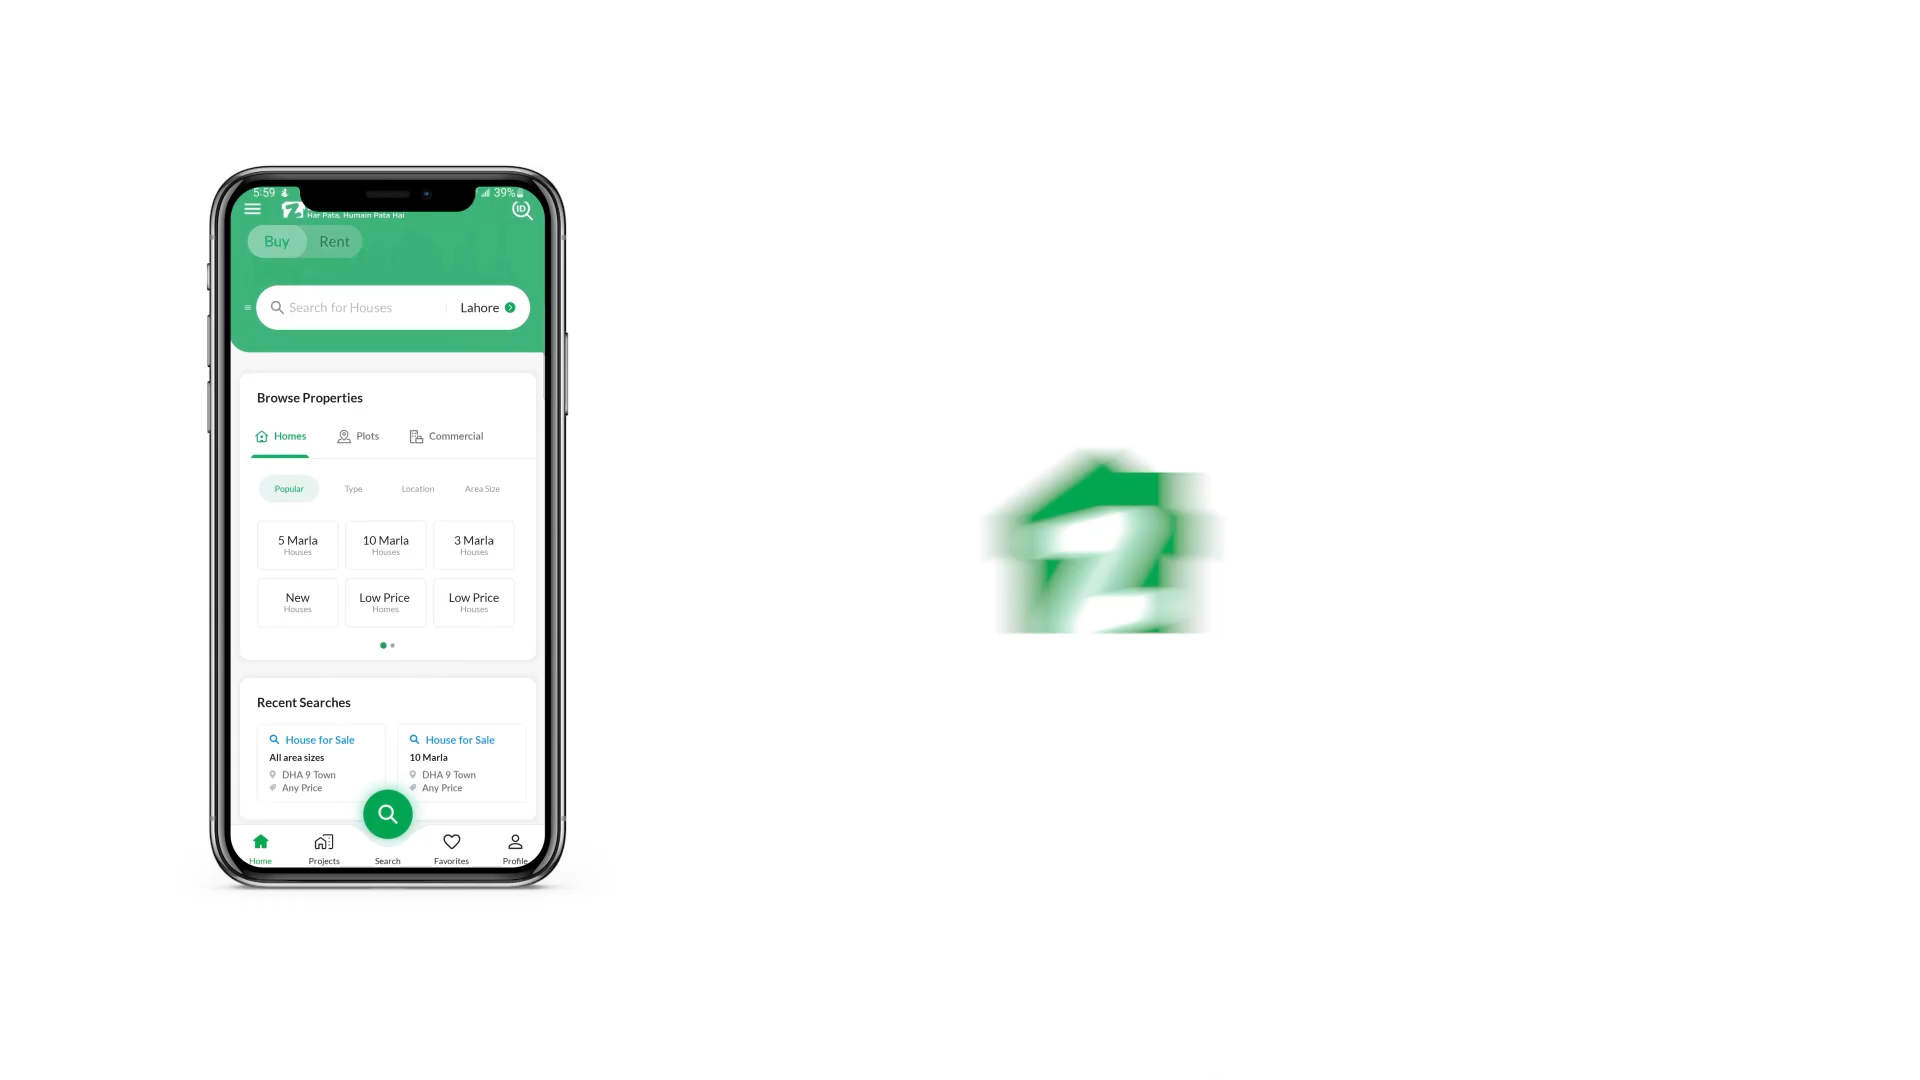 5:59 39%
Har Pata, Humain Pata Hai
ID
Buy Rent
Search for Houses Lahore
Browse Properties
Homes Plots Commercial
Popular Type Location Area Size
5 Marla 10 Marla 3 Marla
Houses Houses Houses
New Low Price Low Price
Houses Homes Houses
Recent Searches
House for Sale House for Sale
All area sizes 10 Marla
DHA 9 Town DHA 9 Town
Any Price Any Price
Home Projects Search Favorites Profile